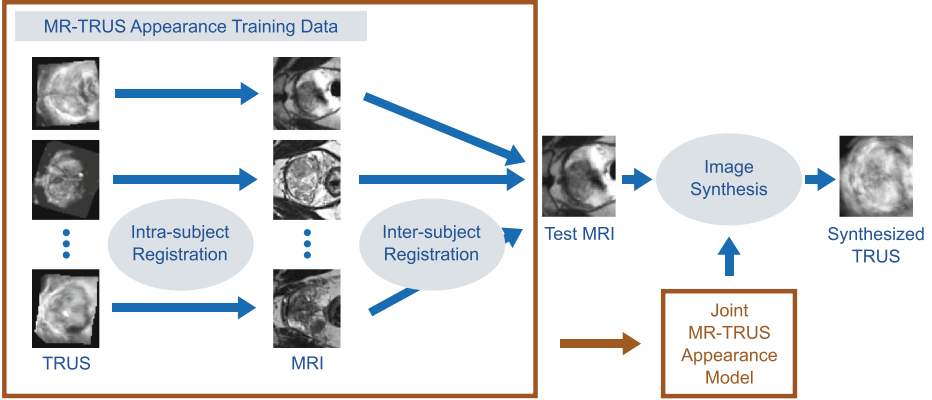 MR-TRUS Appearance Training Data
Intra-subject
Registration
Inter-subject
Registration
TRUS
MRI
Test MRI
Image
Synthesis
Synthesized
TRUS
Joint
MR-TRUS
Appearance
Model